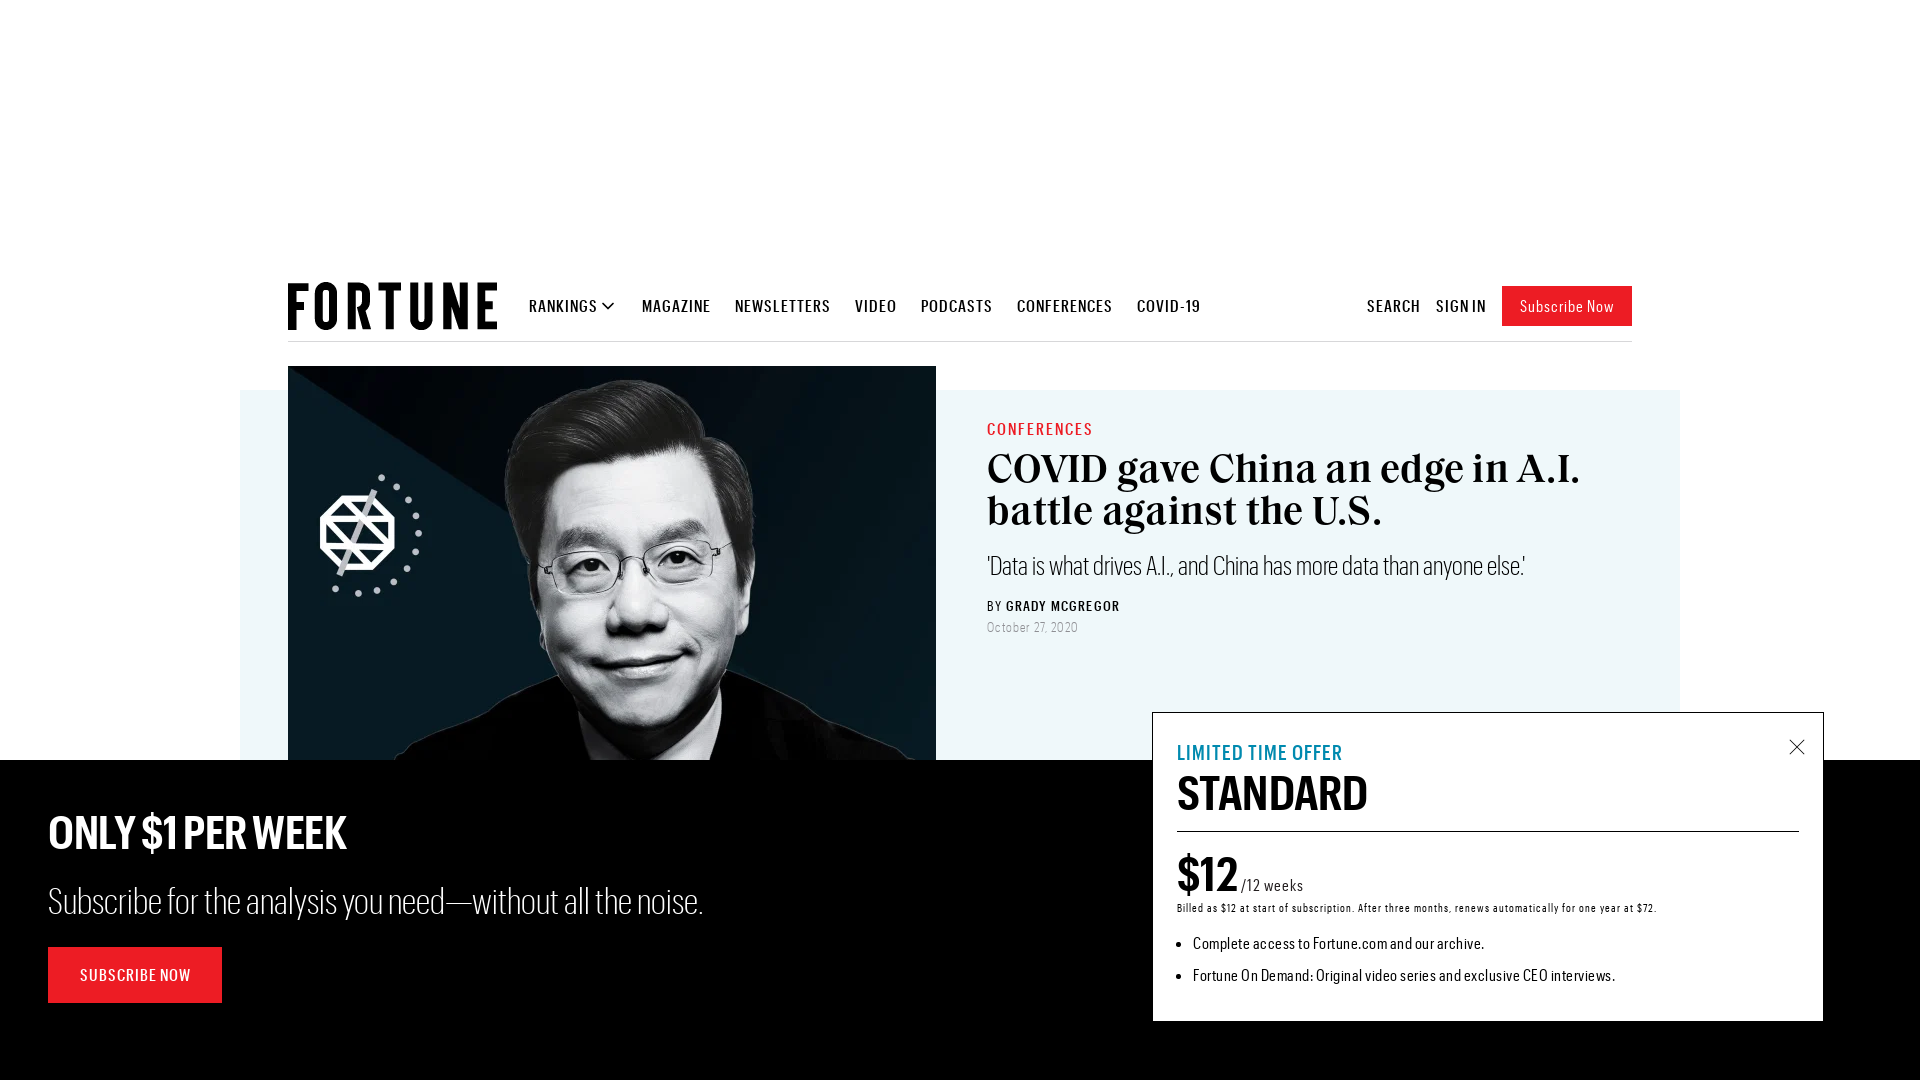 FORTUNE
RANKINGS MAGAZINE NEWSLETTERS VIDEO PODCASTS CONFERENCES COVID-19 SEARCH SIGN IN Subscribe Now
CONFERENCES
COVID gave China an edge in A.I.
battle against the U.S.
'Data is what drives A.I., and China has more data than anyone else.'
BY GRADY MCGREGOR
October 27, 2020
ONLY $1 PER WEEK
Subscribe for the analysis you need—without all the noise.
SUBSCRIBE NOW
LIMITED TIME OFFER
STANDARD
$12 /12 weeks
Billed as $12 at start of subscription. After three months, renews automatically for one year at $72.
• Complete access to Fortune.com and our archive.
• Fortune On Demand: Original video series and exclusive CEO interviews.